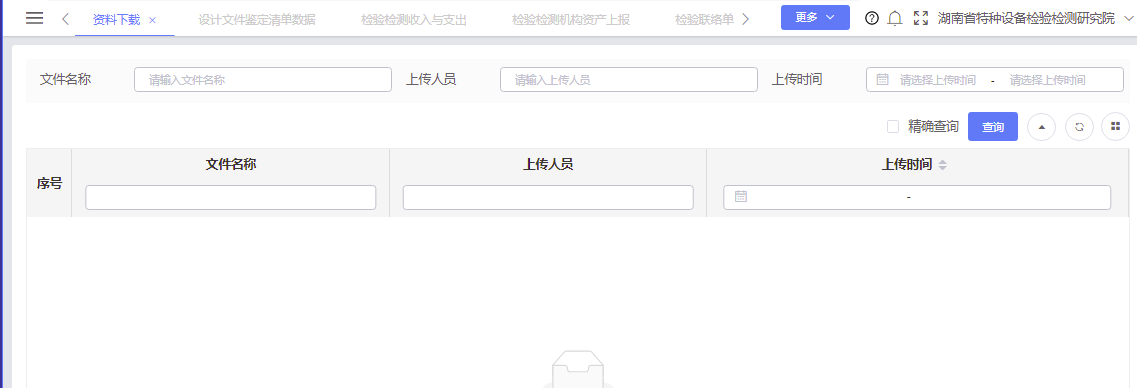 资料下载 × 设计文件鉴定清单数据 检验检测收入与支出 检验检测机构资产上报 检验联络单 更多 湖南省特种设备检验检测研究院
文件名称 请输入文件名称 上传人员 请输入上传人员 上传时间 请选择上传时间 - 请选择上传时间
精确查询 查询
序号 文件名称 上传人员 上传时间
-